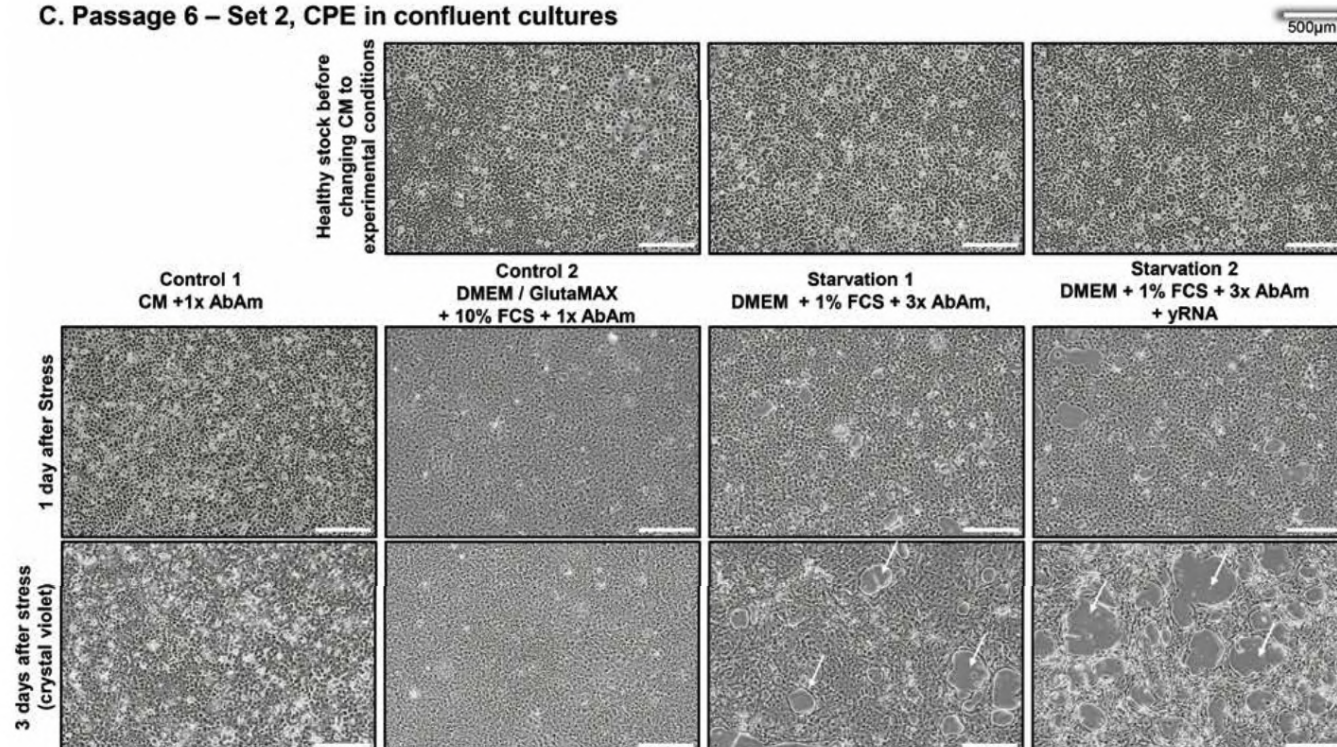 C. Passage 6 – Set 2, CPE in confluent cultures
500µm
Healthy stock before
changing CM to
experimental conditions
Control 1
CM +1x AbAm
Control 2
DMEM / GlutaMAX
+ 10% FCS + 1x AbAm
Starvation 1
DMEM + 1% FCS + 3x AbAm,
Starvation 2
DMEM + 1% FCS + 3x AbAm
+ yRNA
1 day after Stress
3 days after stress
(crystal violet)